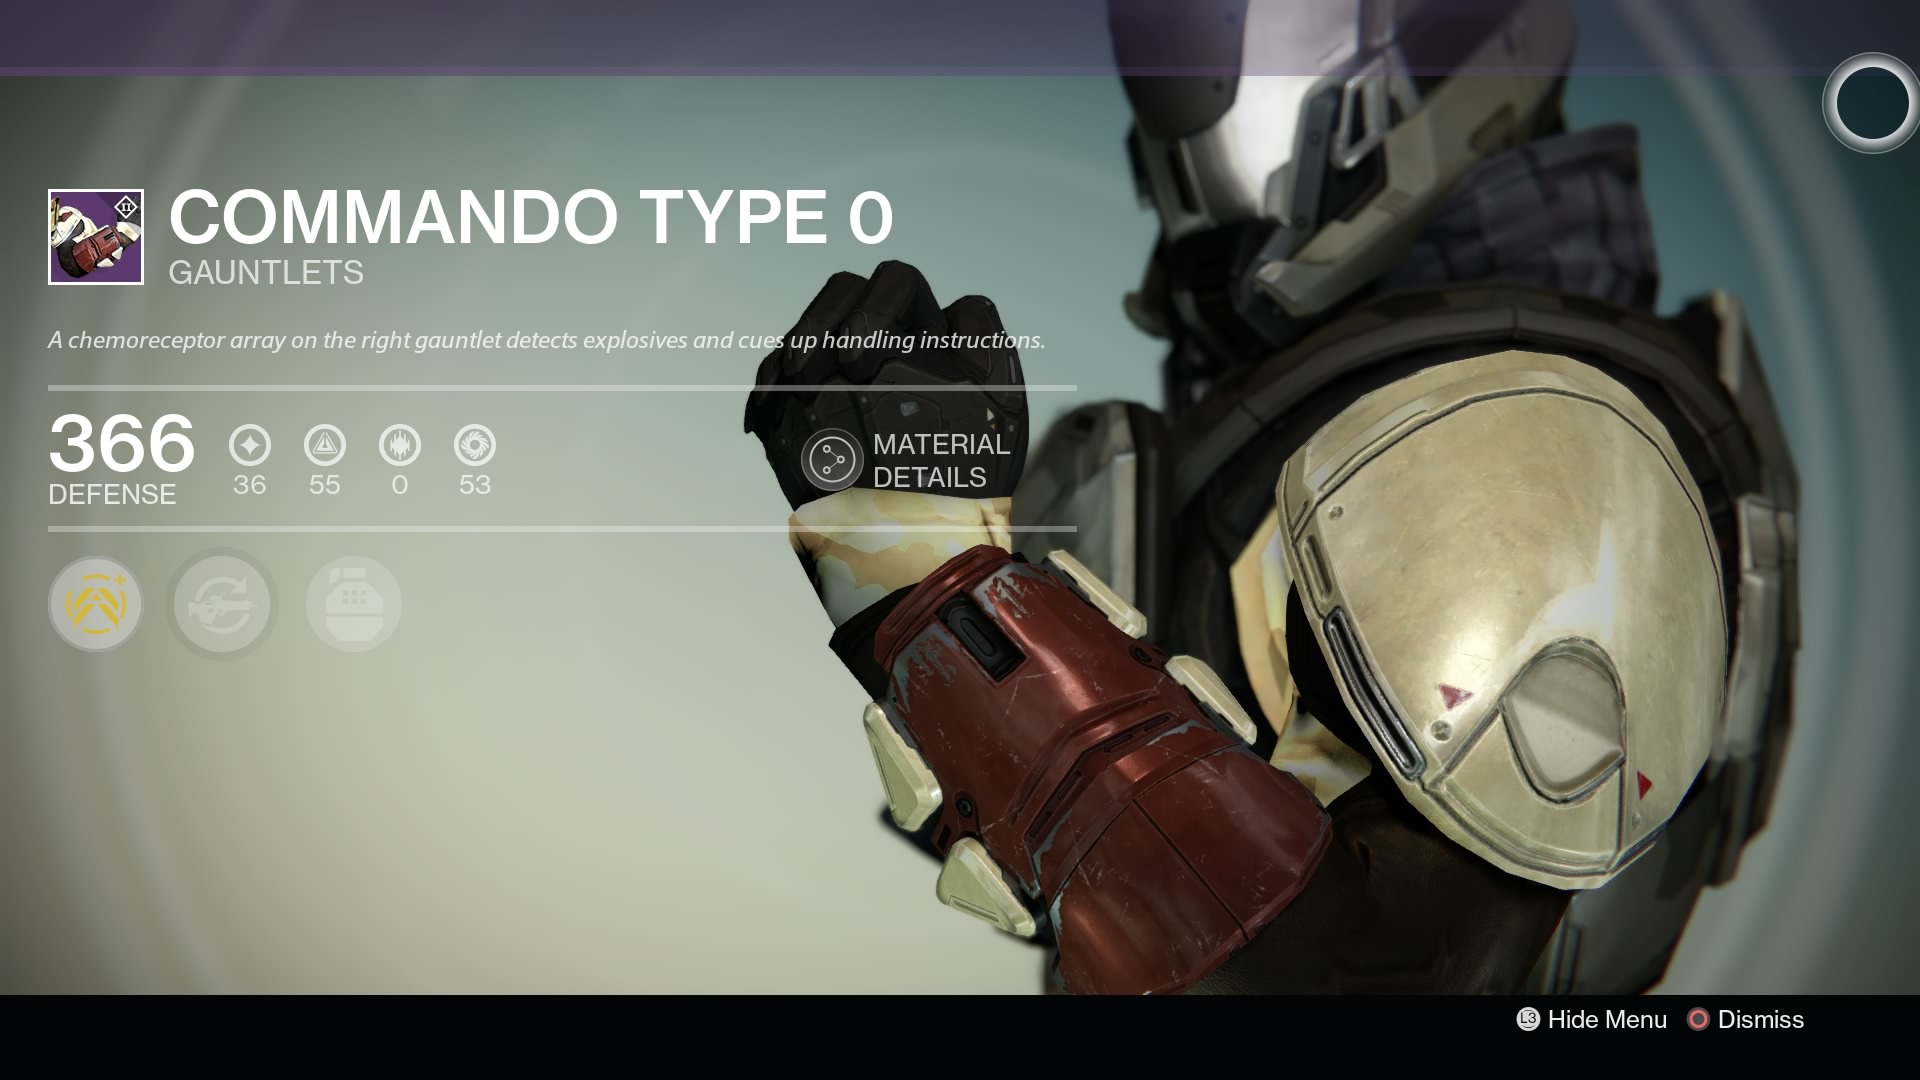 COMMANDO TYPE 0
GAUNTLETS
A chemoreceptor array on the right gauntlet detects explosives and cues up handling instructions.
366
DEFENSE
36 55 0 53
MATERIAL
DETAILS
L3 Hide Menu Dismiss